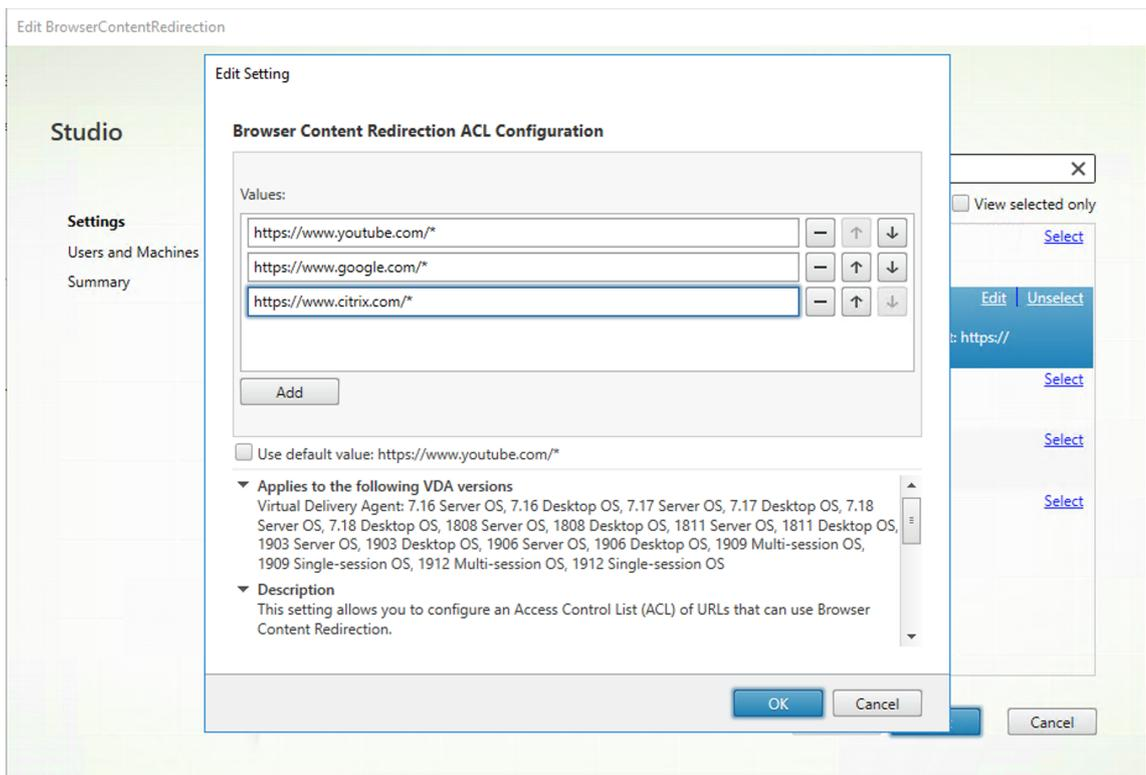 Edit BrowserContentRedirection
Edit Setting
Studio
Browser Content Redirection ACL Configuration
Values:
View selected only
Settings
https://www.youtube.com/*
Select
Users and Machines
https://www.google.com/*
Summary
https://www.citrix.com/*
Edit | Unselect
t: https://
Select
Add
Select
Use default value: https://www.youtube.com/*
Applies to the following VDA versions
Virtual Delivery Agent: 7.16 Server OS, 7.16 Desktop OS, 7.17 Server OS, 7.17 Desktop OS, 7.18
Select
Server OS, 7.18 Desktop OS, 1808 Server OS, 1808 Desktop OS, 1811 Server OS, 1811 Desktop OS,
1903 Server OS, 1903 Desktop OS, 1906 Server OS, 1906 Desktop OS, 1909 Multi-session OS,
1909 Single-session OS, 1912 Multi-session OS, 1912 Single-session OS
Description
This setting allows you to configure an Access Control List (ACL) of URLs that can use Browser
Content Redirection.
OK
Cancel
Cancel